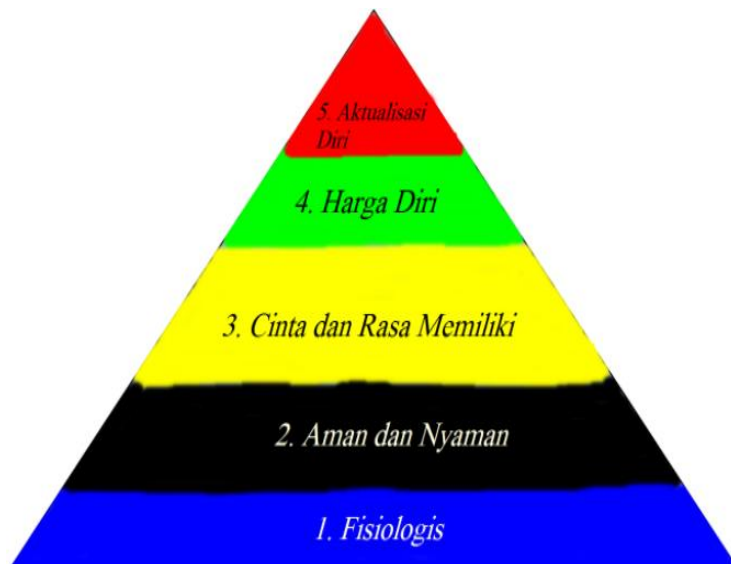 5. Aktualisasi
Diri
4. Harga Diri
3. Cinta dan Rasa Memiliki
2. Aman dan Nyaman
1. Fisiologis